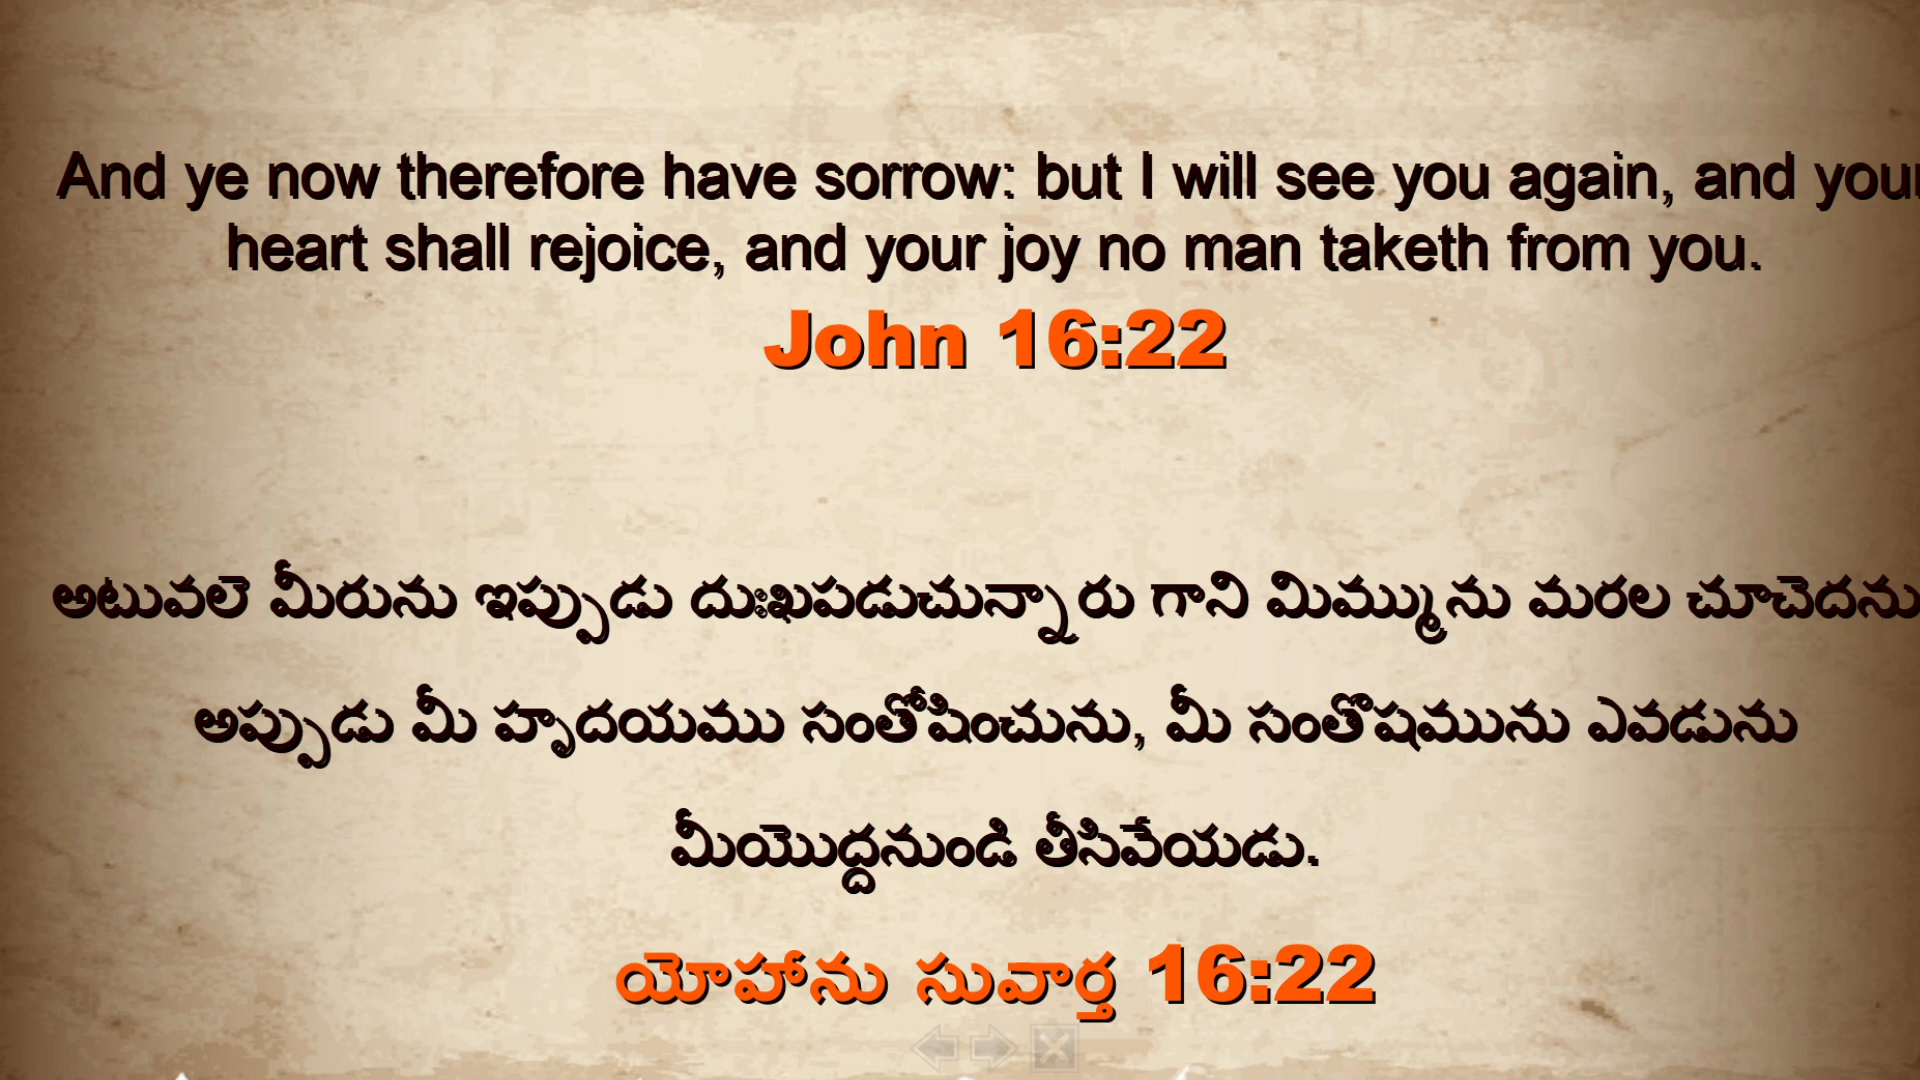 And ye now therefore have sorrow: but I will see you again, and your
heart shall rejoice, and your joy no man taketh from you.
John 16:22
అటువలె మీరును ఇప్పుడు దుఃఖపడుచున్నారు గాని మిమ్మును మరల చూచెదను
అప్పుడు మీ హృదయము సంతోషించును, మీ సంతొషమును ఎవడును
మీయొద్దనుండి తీసివేయడు.
యోహాను సువార్త 16:22